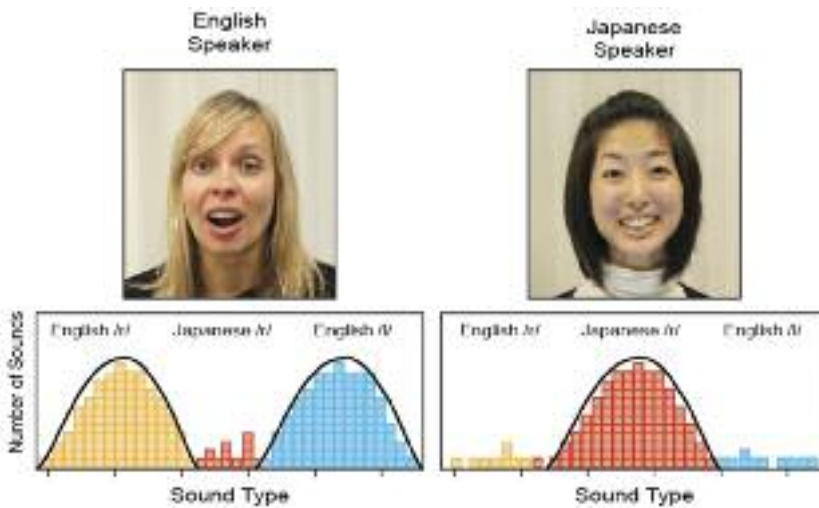 English
Speaker
Japanese
Speaker
Number of Sounds
English /r/ Japanese /r/ English /l/
English /r/ Japanese /r/ English /l/
Sound Type
Sound Type